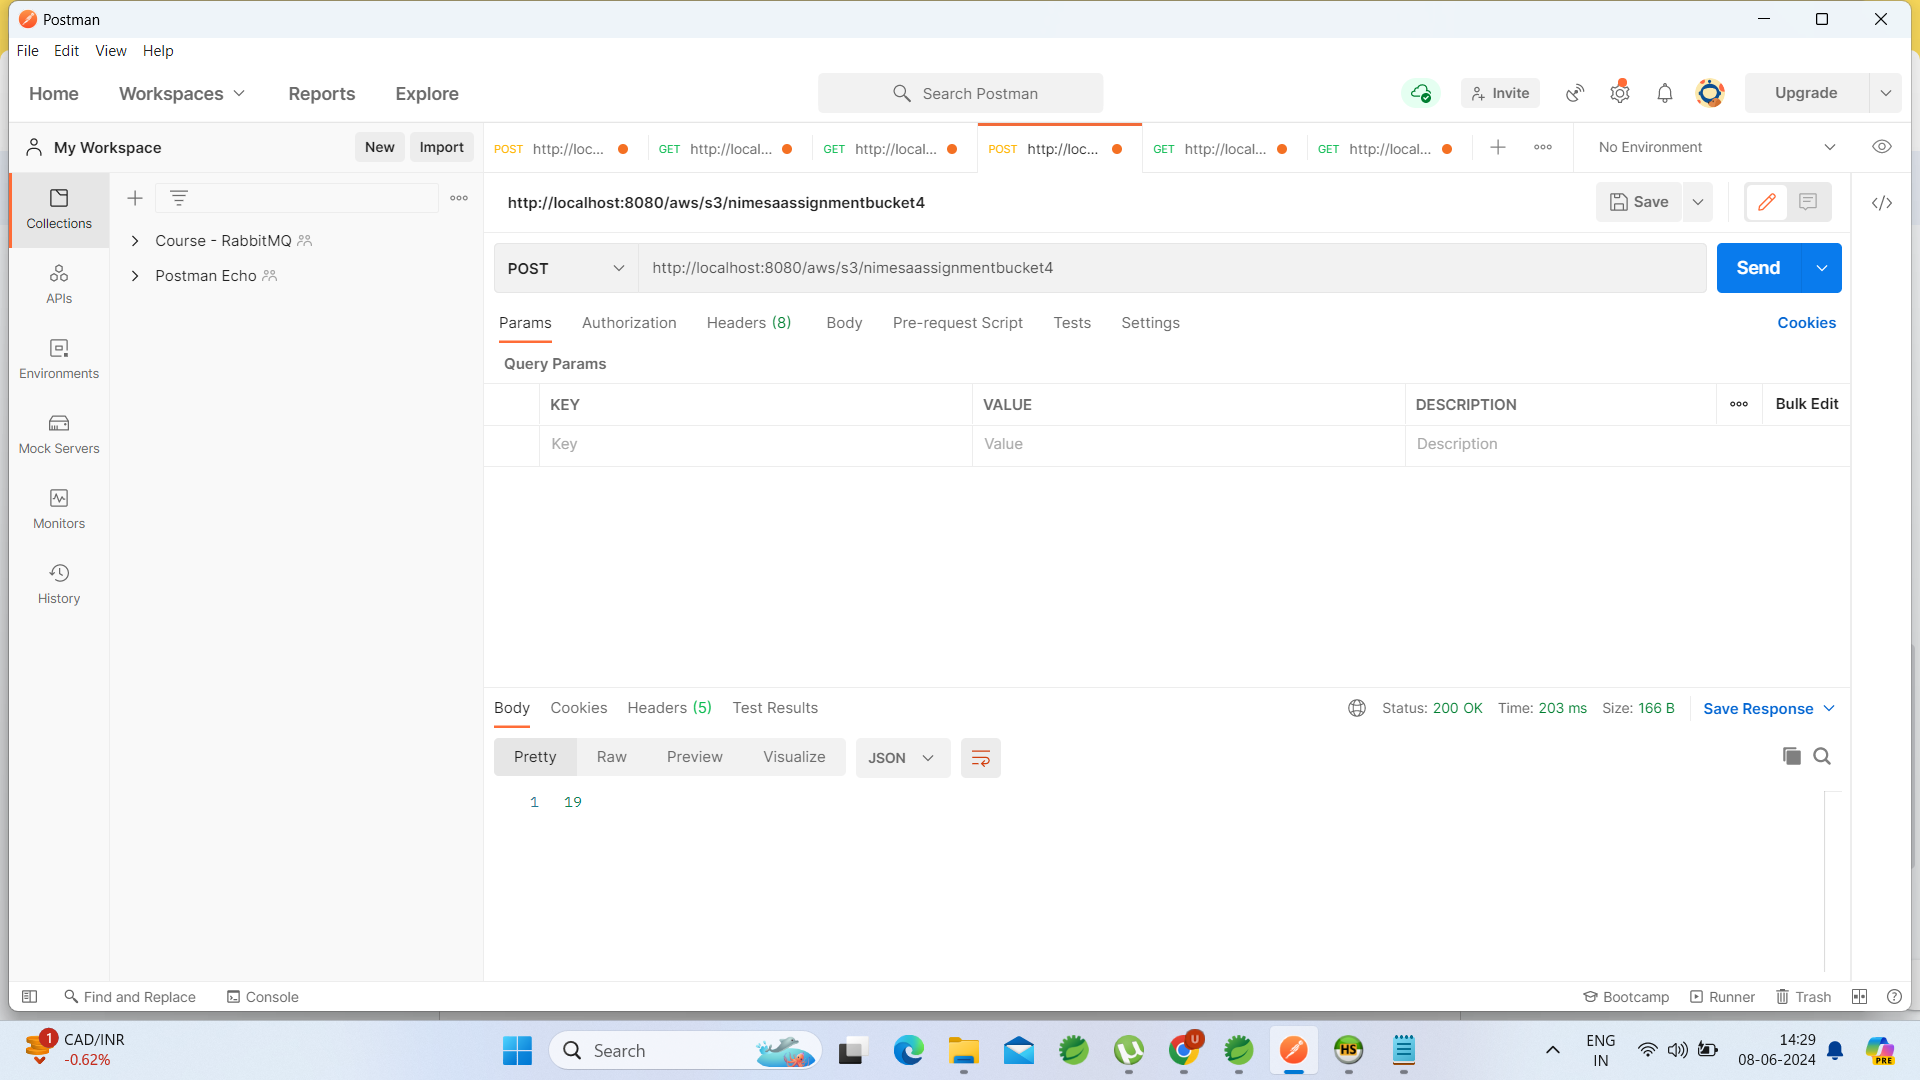 Postman
File Edit View Help
Home Workspaces Reports Explore Search Postman Invite Upgrade
My Workspace New Import
POST http://loc... GET http://local... GET http://local... POST http://loc... GET http://local... GET http://local... No Environment
Collections
APIs
Environments
Mock Servers
Monitors
History
Course - RabbitMQ
Postman Echo
http://localhost:8080/aws/s3/nimesaassignmentbucket4 Save
POST http://localhost:8080/aws/s3/nimesaassignmentbucket4 Send
Params Authorization Headers (8) Body Pre-request Script Tests Settings Cookies
Query Params
KEY VALUE DESCRIPTION Bulk Edit
Key Value Description
Body Cookies Headers (5) Test Results Status: 200 OK Time: 203 ms Size: 166 B Save Response
Pretty Raw Preview Visualize JSON
1 19
Find and Replace Console Bootcamp Runner Trash
1 CAD/INR
-0.62%
Search
U
HS
ENG
IN
14:29
08-06-2024
PRE